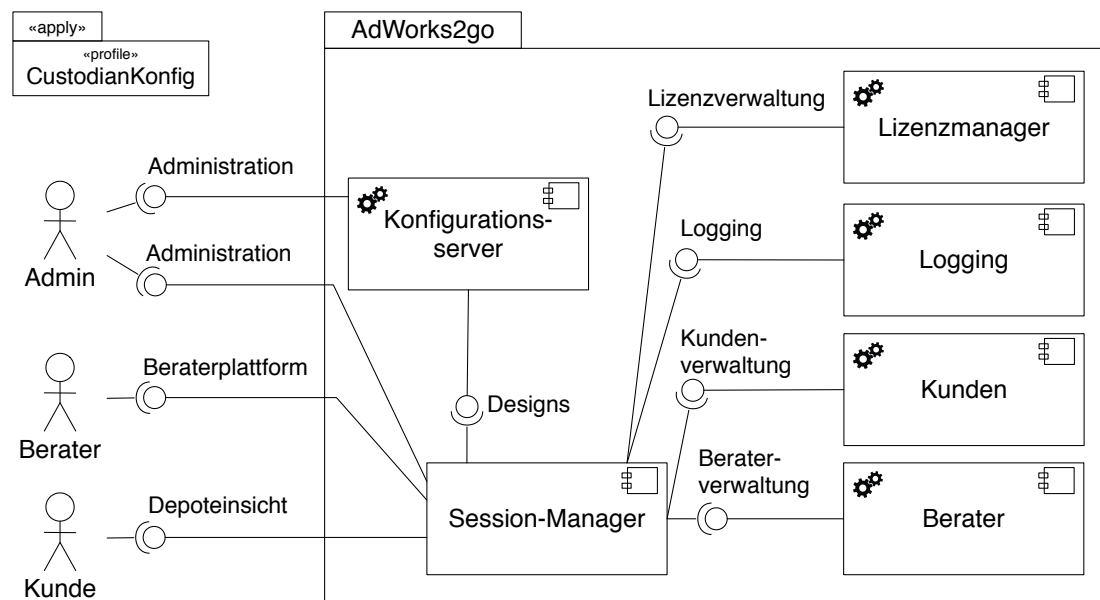 «apply»
«profile»
CustodianKonfig
AdWorks2go
Lizenzverwaltung
Lizenzmanager
Administration
Konfigurations-
server
Logging
Logging
Administration
Admin
Kunden-
verwaltung
Kunden
Beraterplattform
Berater
Designs
Berater-
verwaltung
Berater
Session-Manager
Depoteinsicht
Kunde